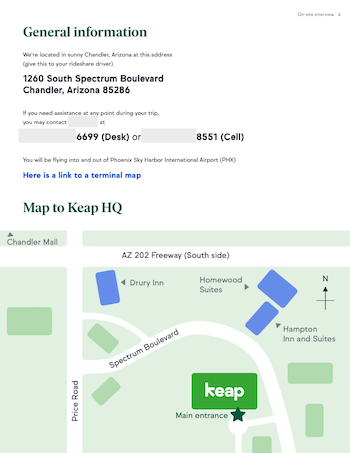 On-site interview
General information
We're located in sunny Chandler, Arizona at this address
(give this to your rideshare driver)
1260 South Spectrum Boulevard
Chandler, Arizona 85286
If you need assistance at any point during your trip,
you may contact at
6699 (Desk) or 8551 (Cell)
You will be flying into and out of Phoenix Sky Harbor International Airport (PHX)
Here is a link to a terminal map
Map to Keap HQ
Chandler Mall
AZ 202 Freeway (South side)
Drury Inn
Homewood
Suites
N
Hampton
Inn and Suites
Spectrum Boulevard
Price Road
keap
Main entrance